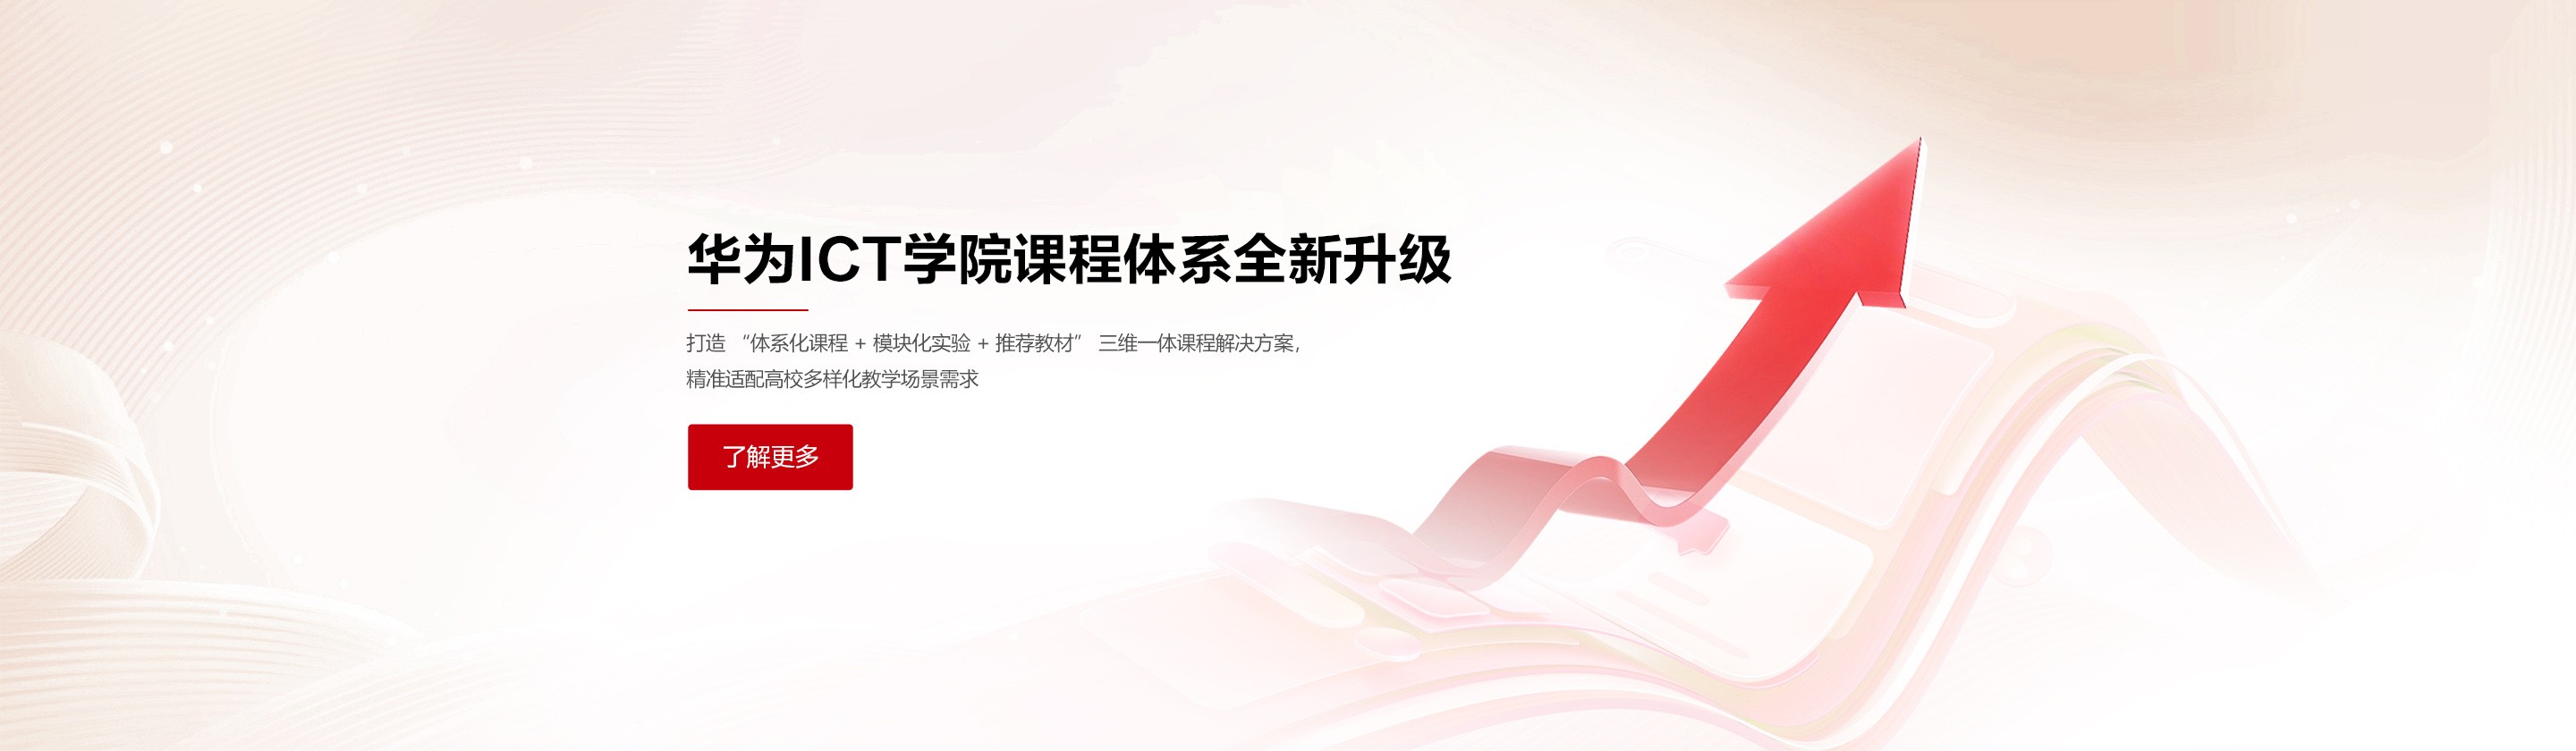 华为ICT学院课程体系全新升级
打造 “体系化课程 + 模块化实验 + 推荐教材” 三维一体课程解决方案，
精准适配高校多样化教学场景需求
了解更多